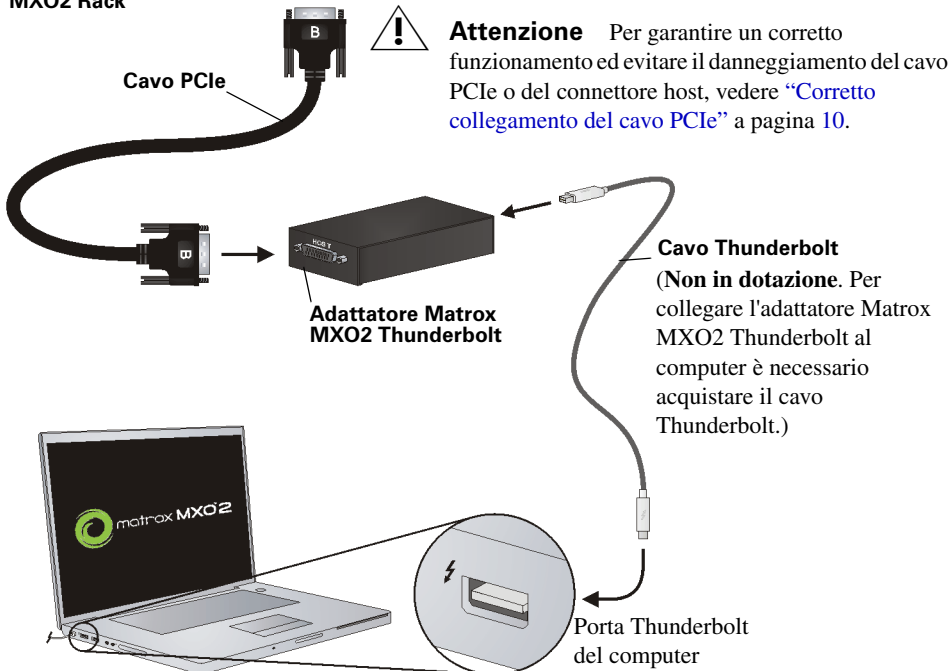 MXO2 Rack
B
Attenzione Per garantire un corretto
funzionamento ed evitare il danneggiamento del cavo
PCIe o del connettore host, vedere “Corretto
collegamento del cavo PCIe” a pagina 10.
Cavo PCIe
B
HOST
Adattatore Matrox
MXO2 Thunderbolt
Cavo Thunderbolt
(Non in dotazione. Per
collegare l'adattatore Matrox
MXO2 Thunderbolt al
computer è necessario
acquistare il cavo
Thunderbolt.)
matrox MXO2
Porta Thunderbolt
del computer